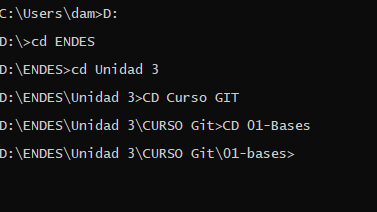 C:\Users\dam>D:
D:\>cd ENDES
D:\ENDES>cd Unidad 3
D:\ENDES\Unidad 3>CD Curso GIT
D:\ENDES\Unidad 3\CURSO Git>CD 01-Bases
D:\ENDES\Unidad 3\CURSO Git\01-bases>